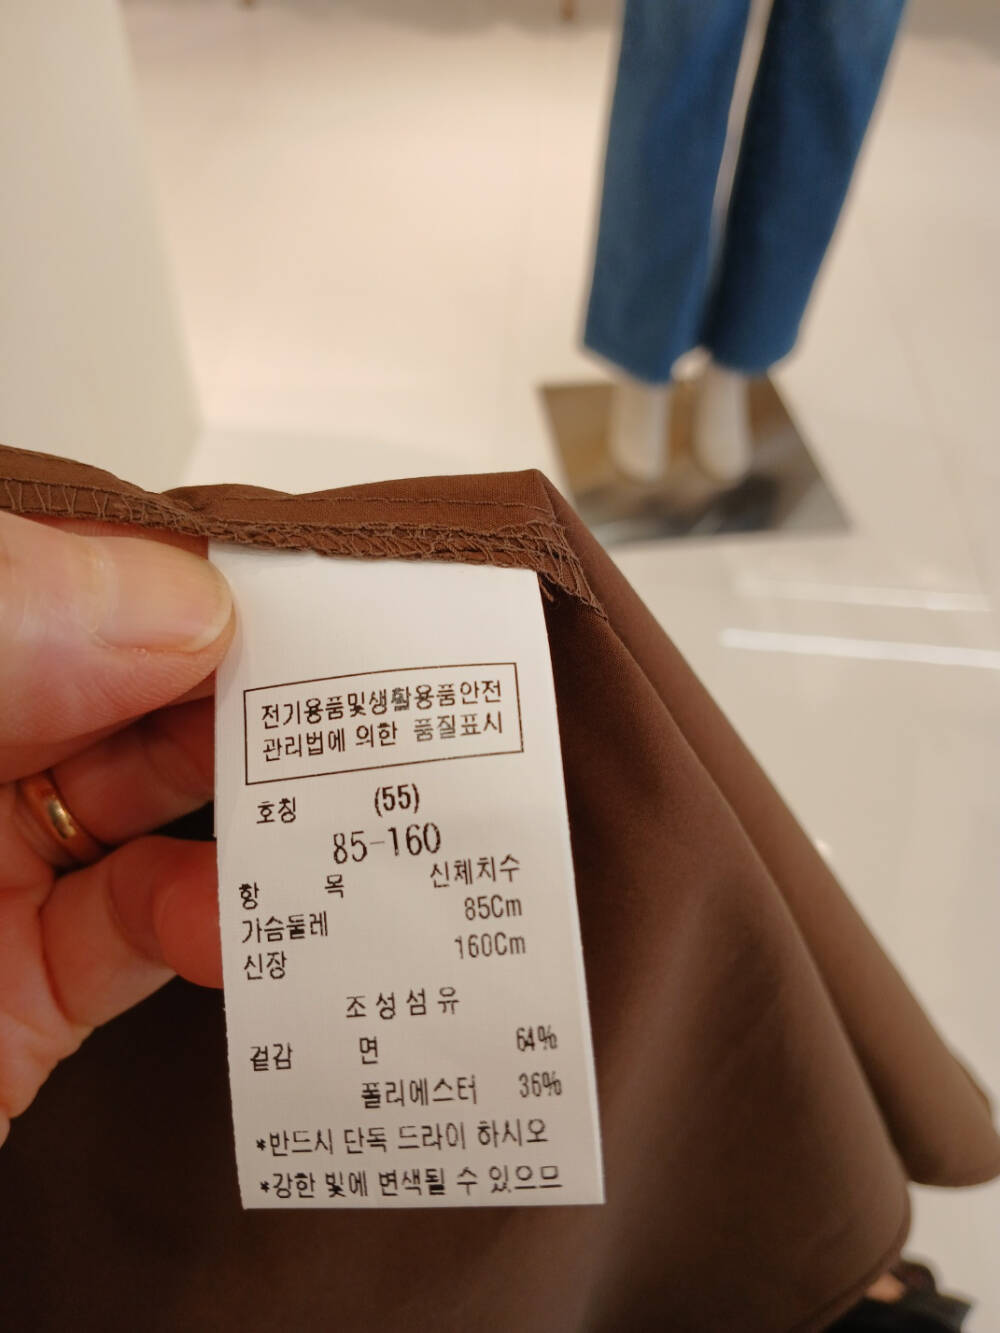 전기용품및생활용품안전
관리법에 의한 품질표시
호칭 (55)
85-160
항 목 신체치수
가슴둘레 85Cm
신장 160Cm
조성섬유
겉감 면 64%
폴리에스터 36%
*반드시 단독 드라이 하시오
*강한 빛에 변색될 수 있으므